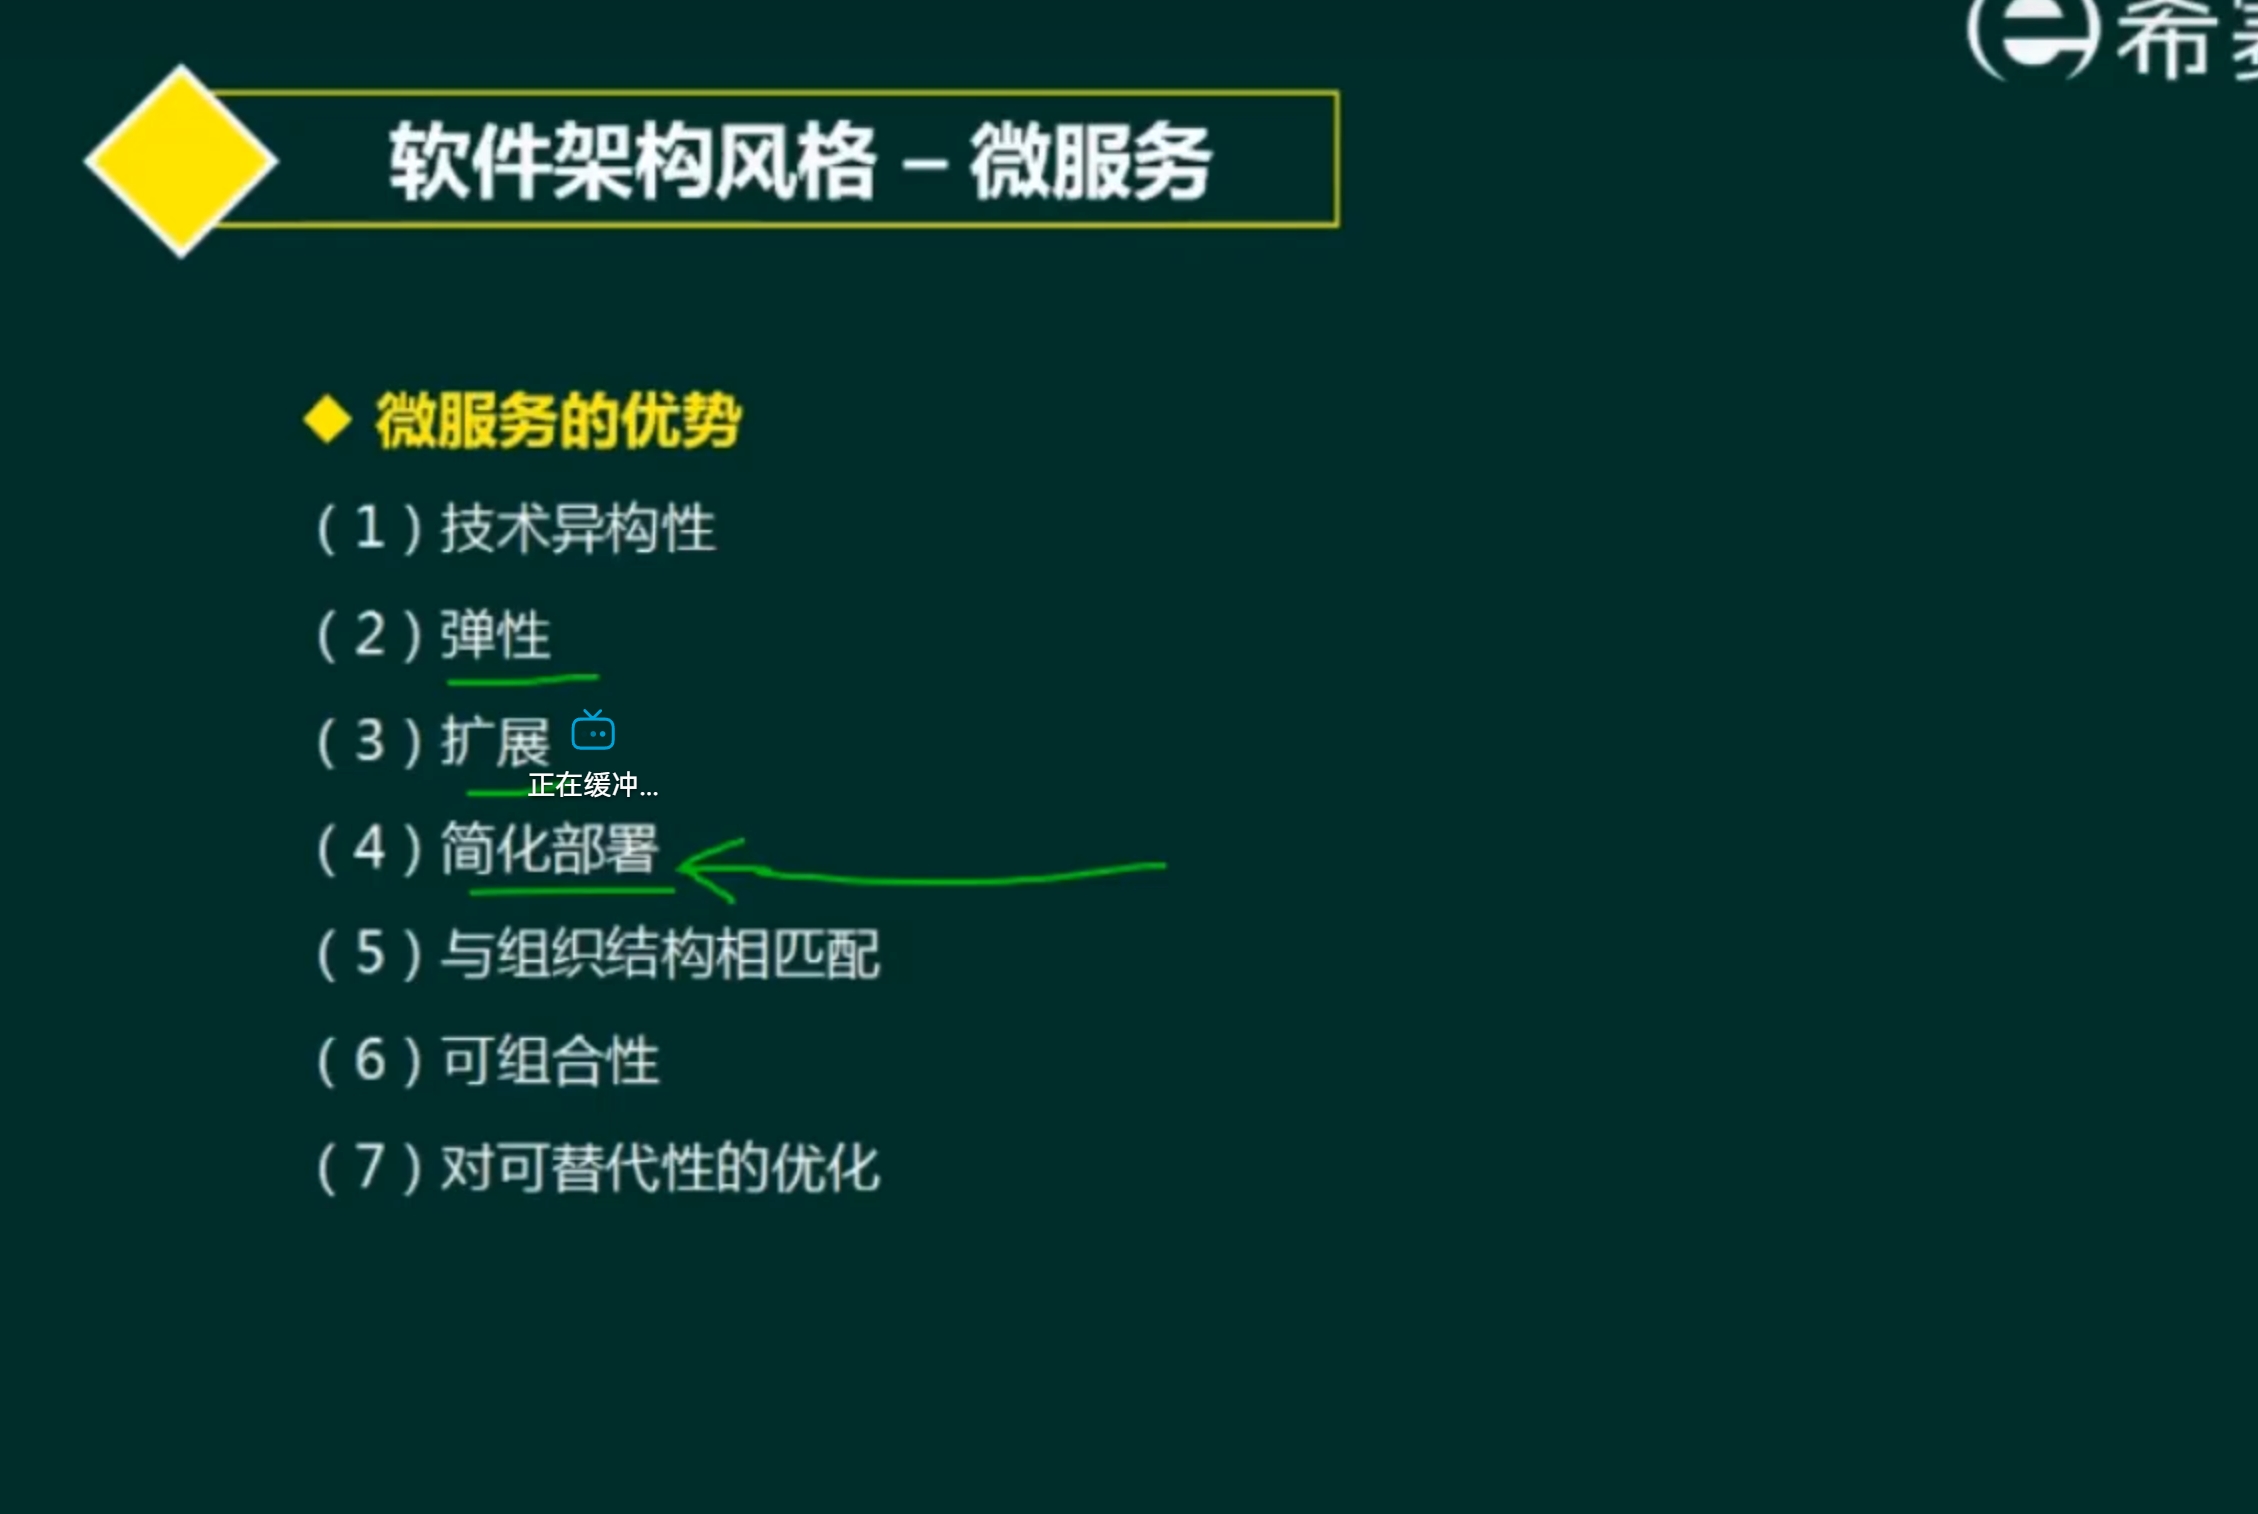 希赛
软件架构风格 – 微服务
◆ 微服务的优势
（1）技术异构性
（2）弹性
（3）扩展
正在缓冲...
（4）简化部署
（5）与组织结构相匹配
（6）可组合性
（7）对可替代性的优化